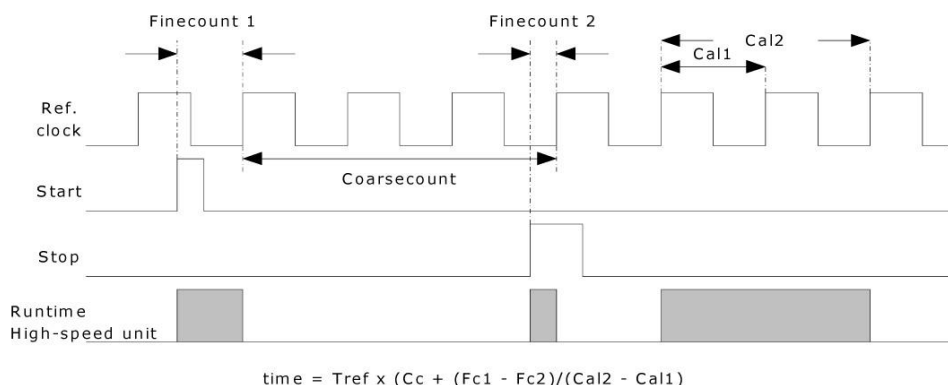 Finecount 1
Finecount 2
Cal2
Cal1
Ref.
clock
Coarsecount
Start
Stop
Runtime
High-speed unit
time = Tref x (Cc + (Fc1 - Fc2)/(Cal2 - Cal1)